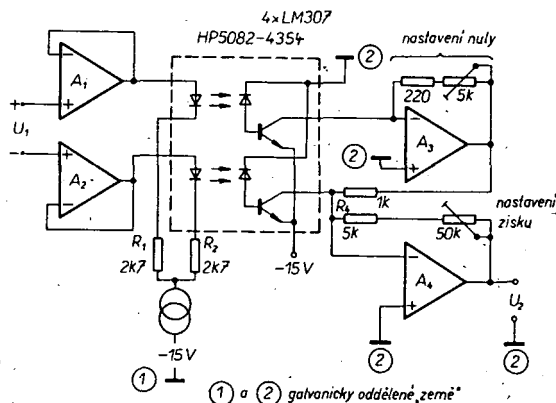 4×LM307
HP5082-4354
nastavení nuly
2
220
5k
A1
A2
A3
A4
+
U1
-
2
1k
R4
5k
50k
nastavení
zisku
R1
2k7
R2
2k7
-15V
-15V
U2
1
2
2
1 a 2 galvanicky oddělené „země"